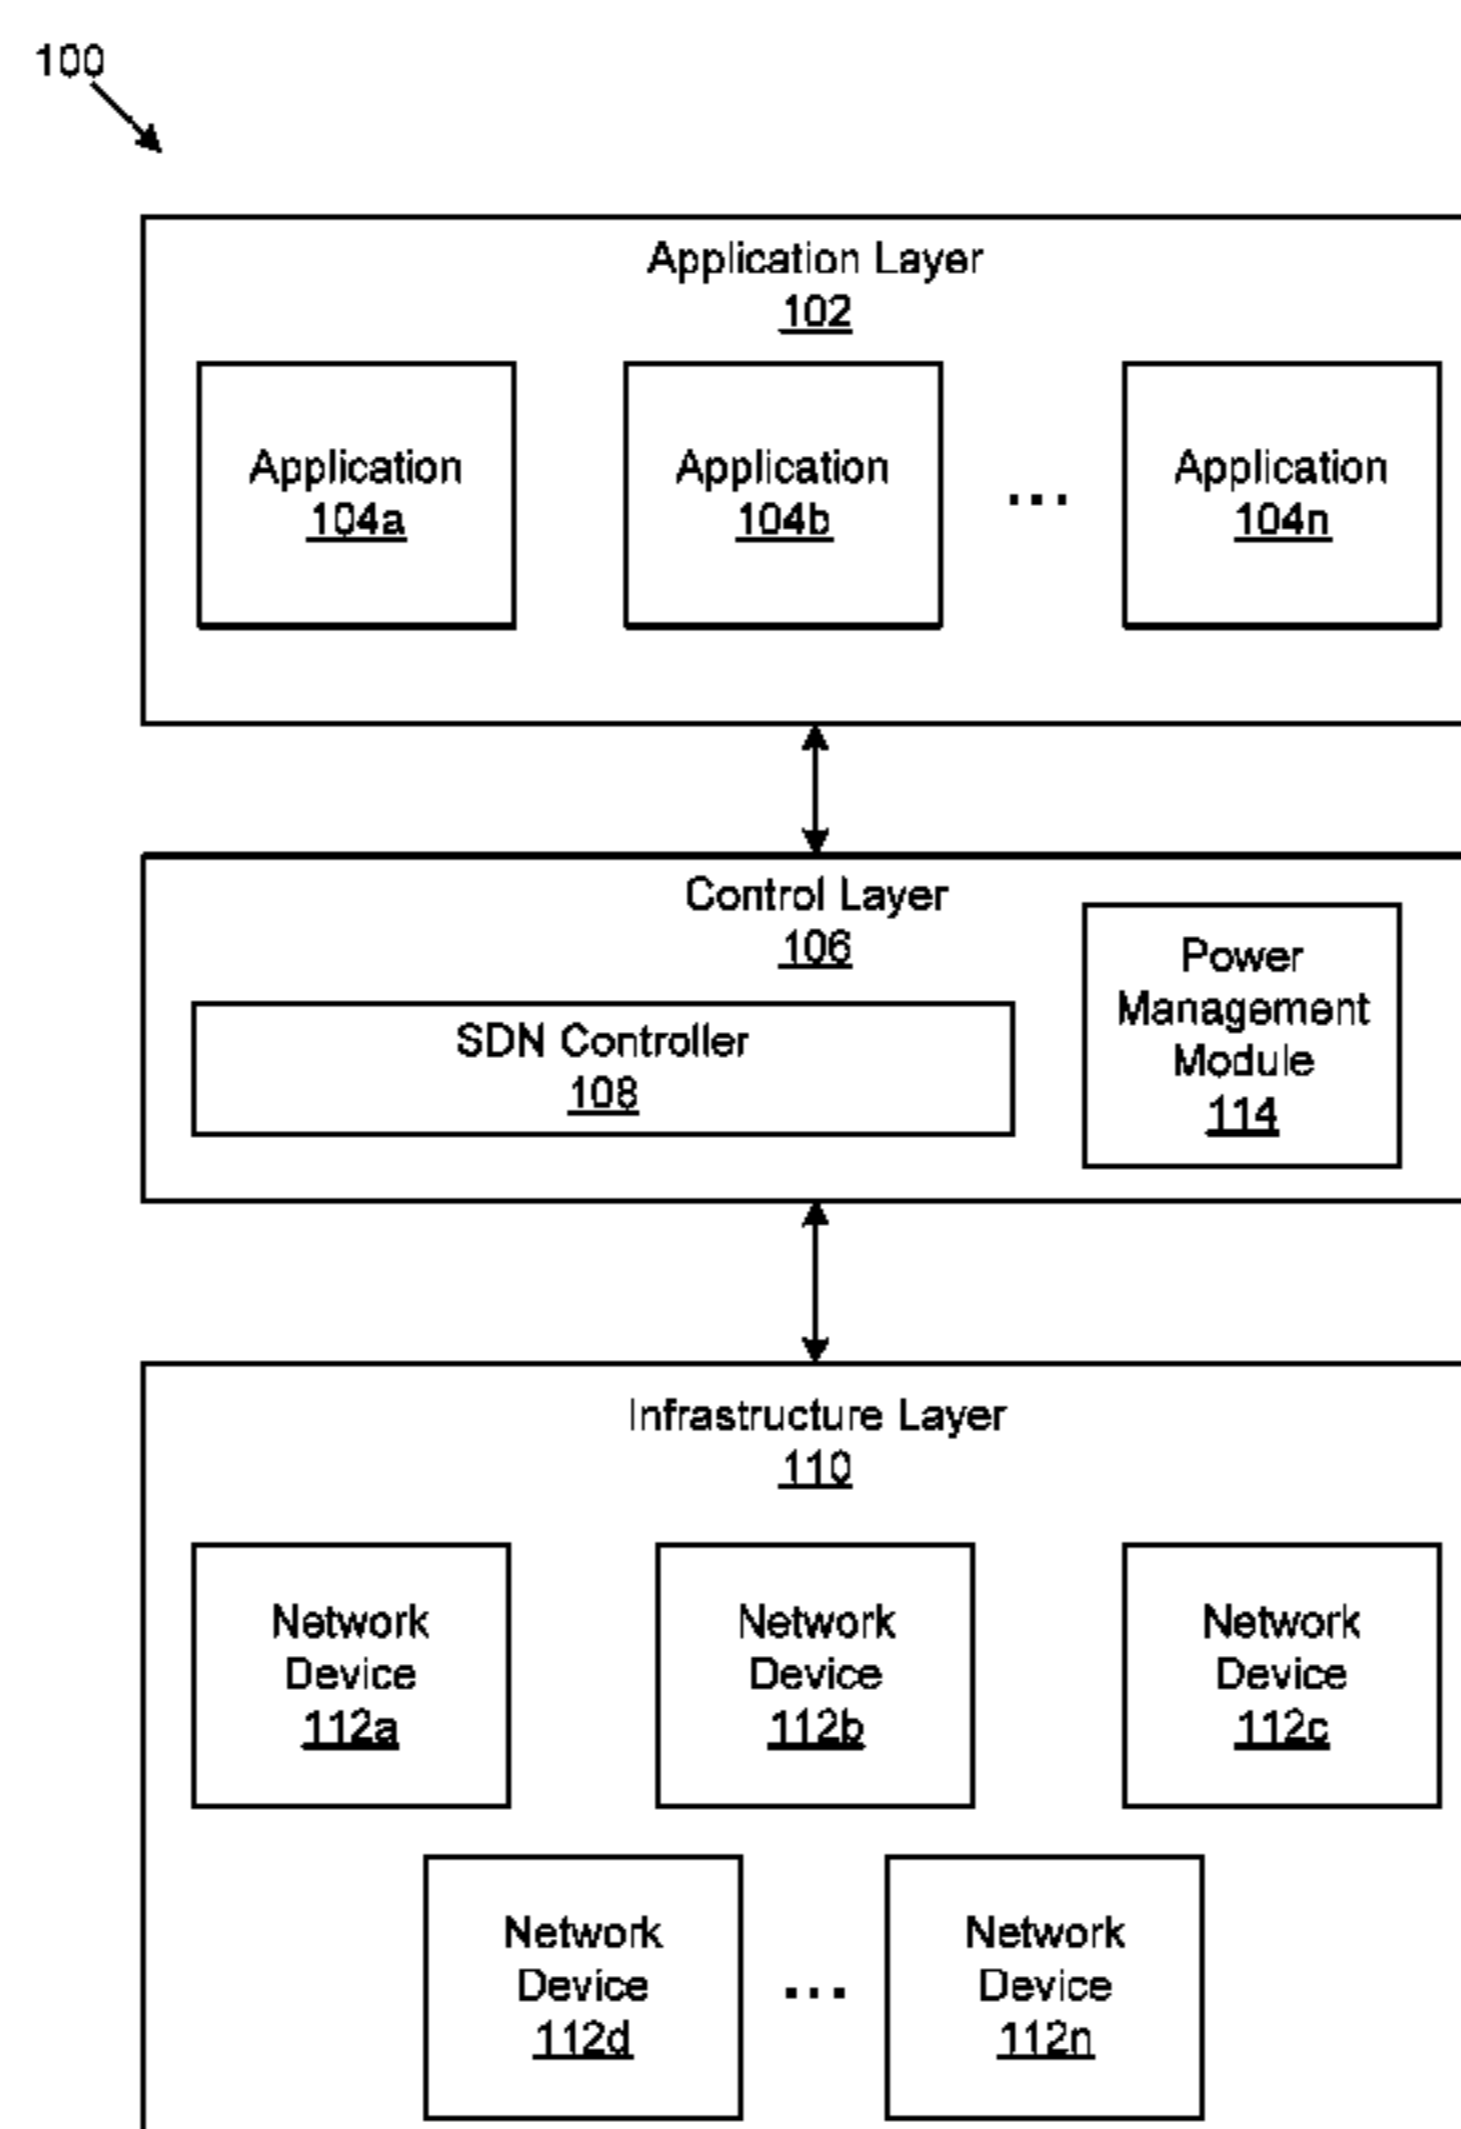 100
Application Layer
102
Application
104a
Application
104b
...
Application
104n
Control Layer
106
SDN Controller
108
Power
Management
Module
114
Infrastructure Layer
110
Network
Device
112a
Network
Device
112b
Network
Device
112c
Network
Device
112d
...
Network
Device
112n